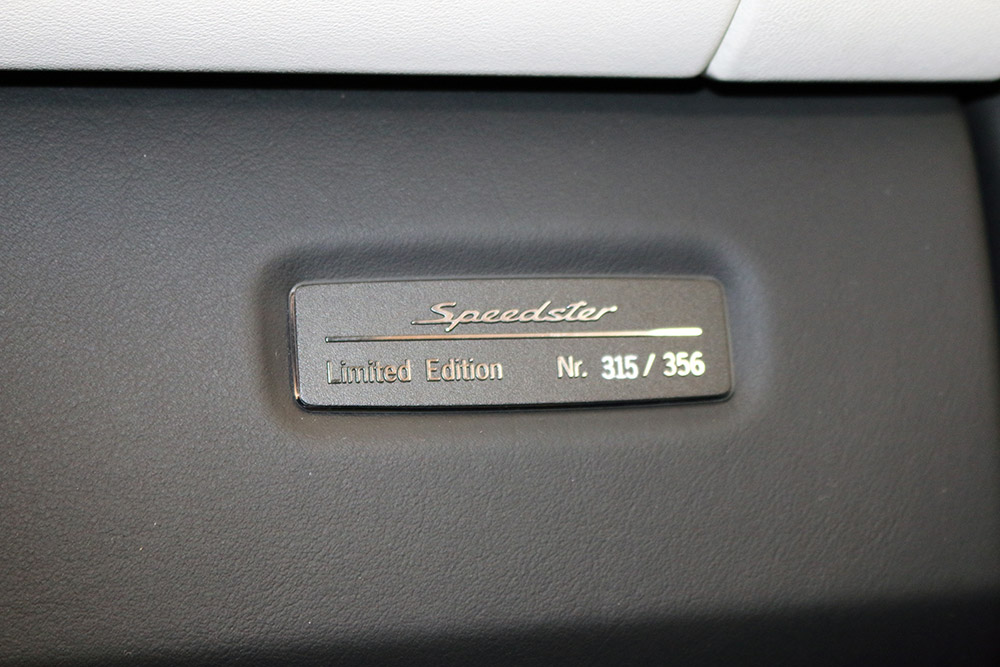 Speedster
Limited Edition Nr. 315 / 356